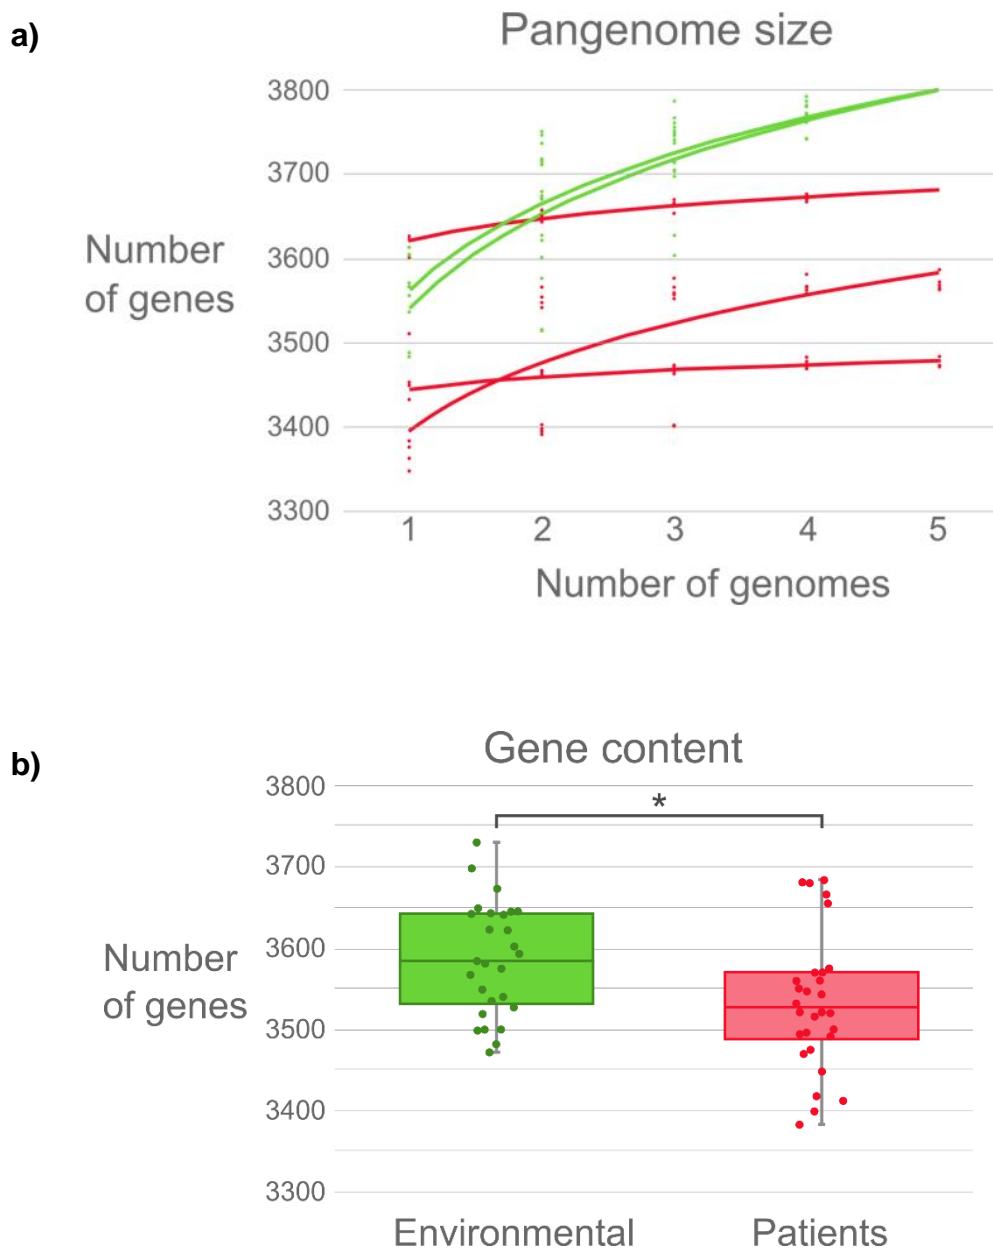 a)
Pangenome size
3800
3700
3600
3500
3400
3300
Number
of genes
1 2 3 4 5
Number of genomes
b)
Gene content
*
3800
3700
3600
3500
3400
3300
Number
of genes
Environmental Patients